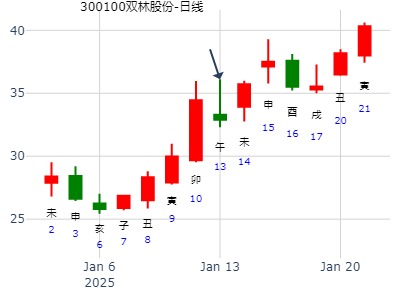 300100双林股份-日线
40
35
30
25
未
2
申
3
亥
6
子
7
丑
8
寅
9
卯
10
午
13
未
14
申
15
酉
16
戌
17
丑
20
寅
21
Jan 6
2025
Jan 13
Jan 20